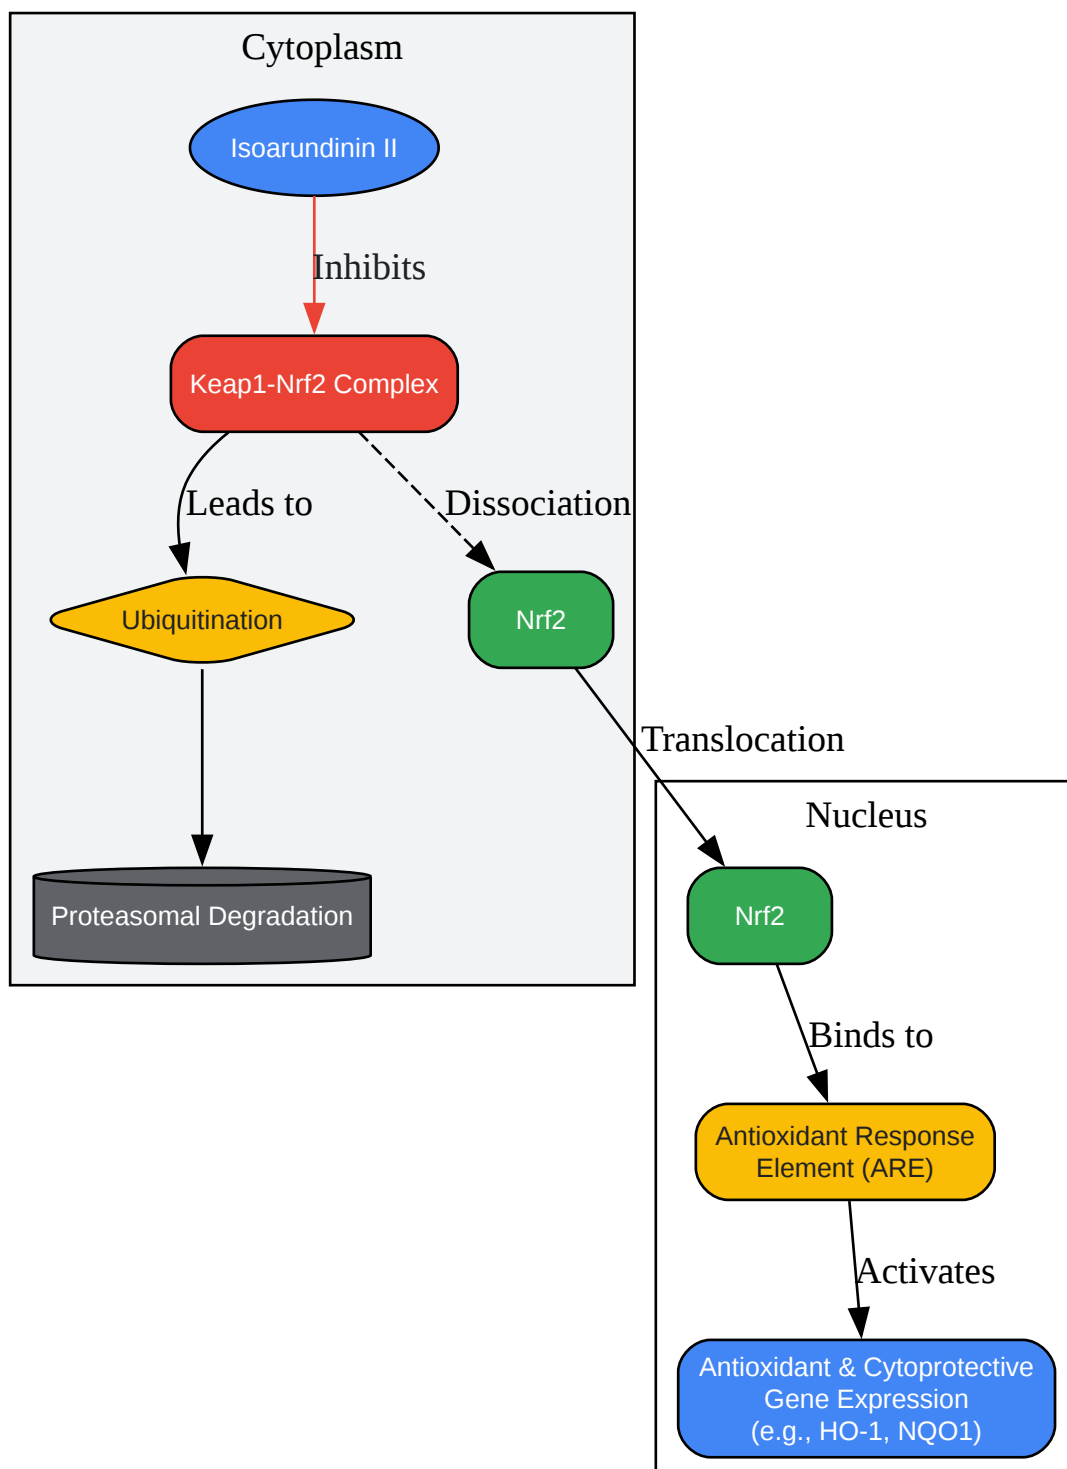 Cytoplasm
Isoarundinin II
Inhibits
Keap1-Nrf2 Complex
Leads to
Dissociation
Ubiquitination
Nrf2
Translocation
Proteasomal Degradation
Nucleus
Nrf2
Binds to
Antioxidant Response
Element (ARE)
Activates
Antioxidant & Cytoprotective
Gene Expression
(e.g., HO-1, NQO1)